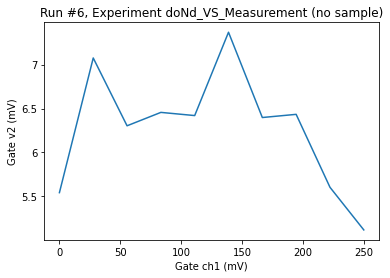 Run #6, Experiment doNd_VS_Measurement (no sample)
Gate v2 (mV)
7
6.5
6
5.5
0 50 100 150 200 250
Gate ch1 (mV)